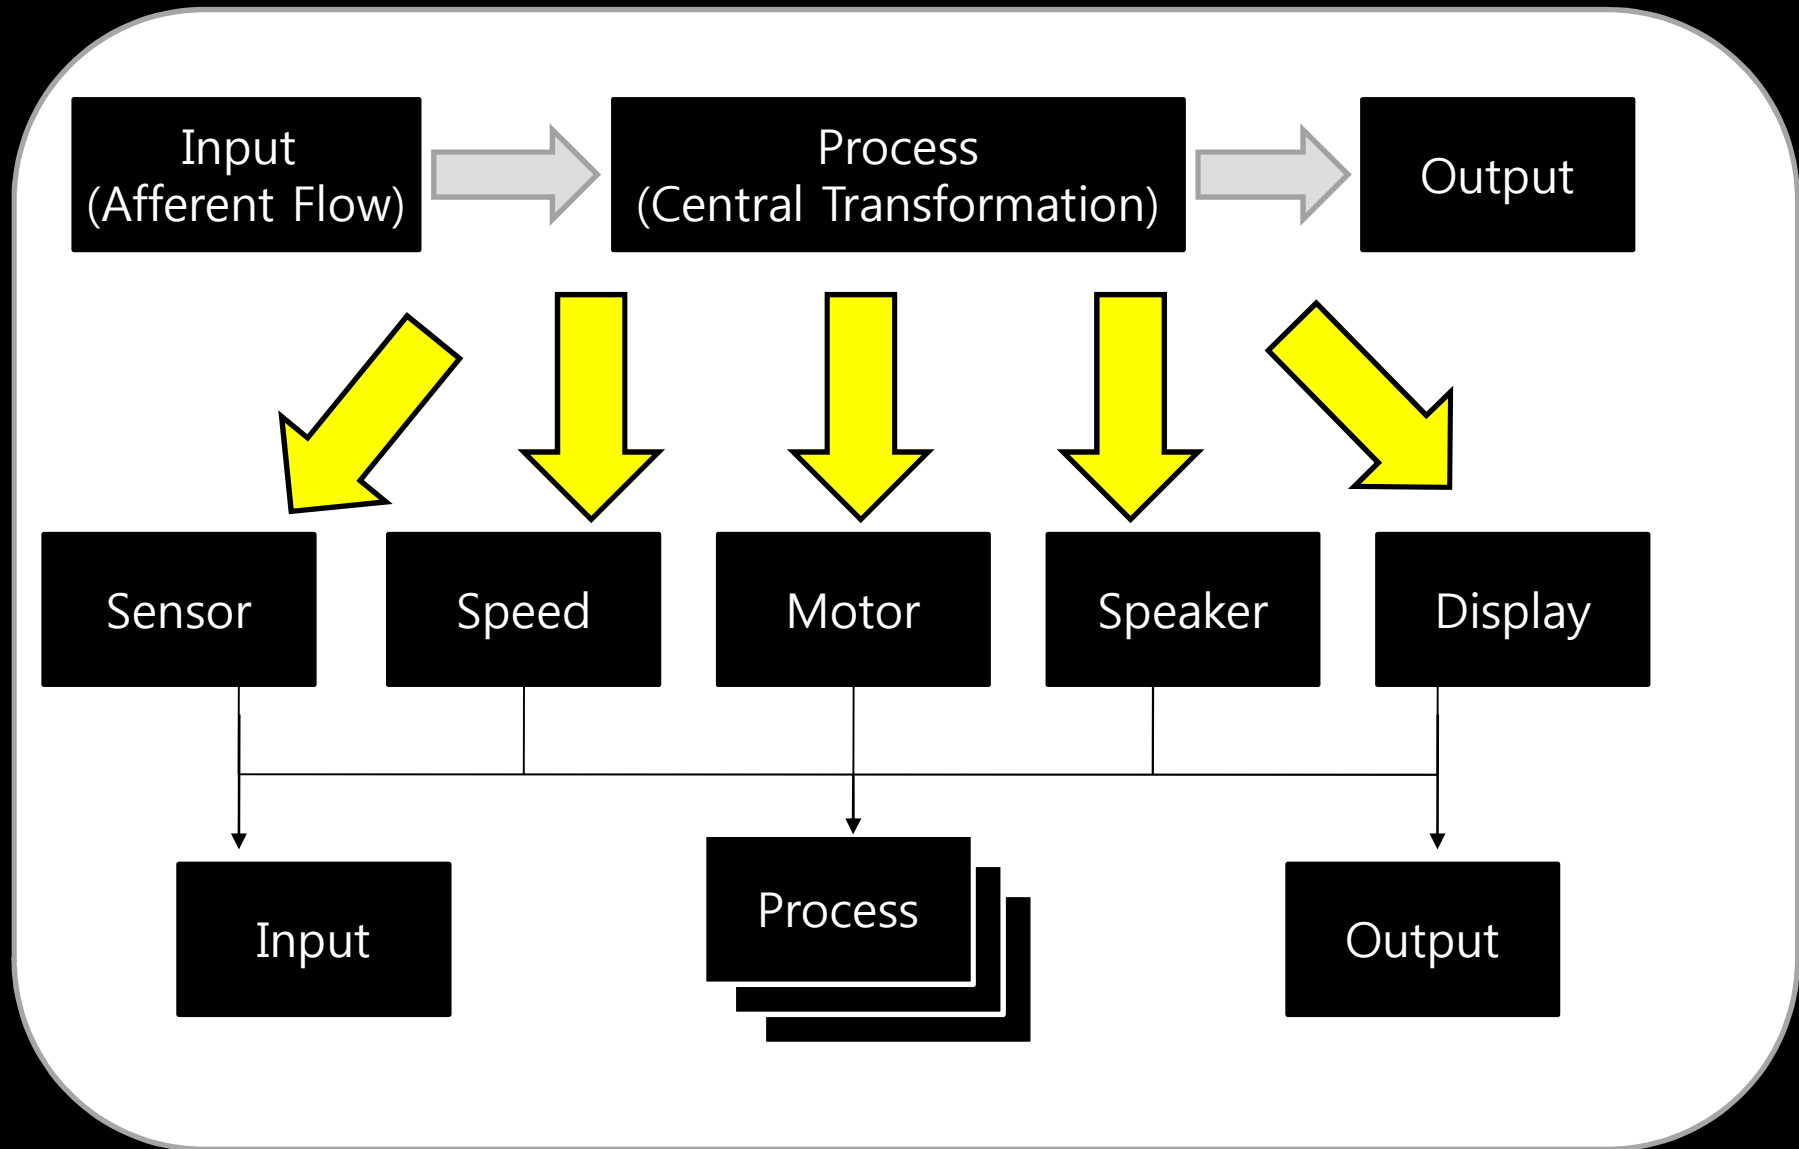 Input
(Afferent Flow)
Process
(Central Transformation)
Output
Sensor
Speed
Motor
Speaker
Display
Input
Process
Output